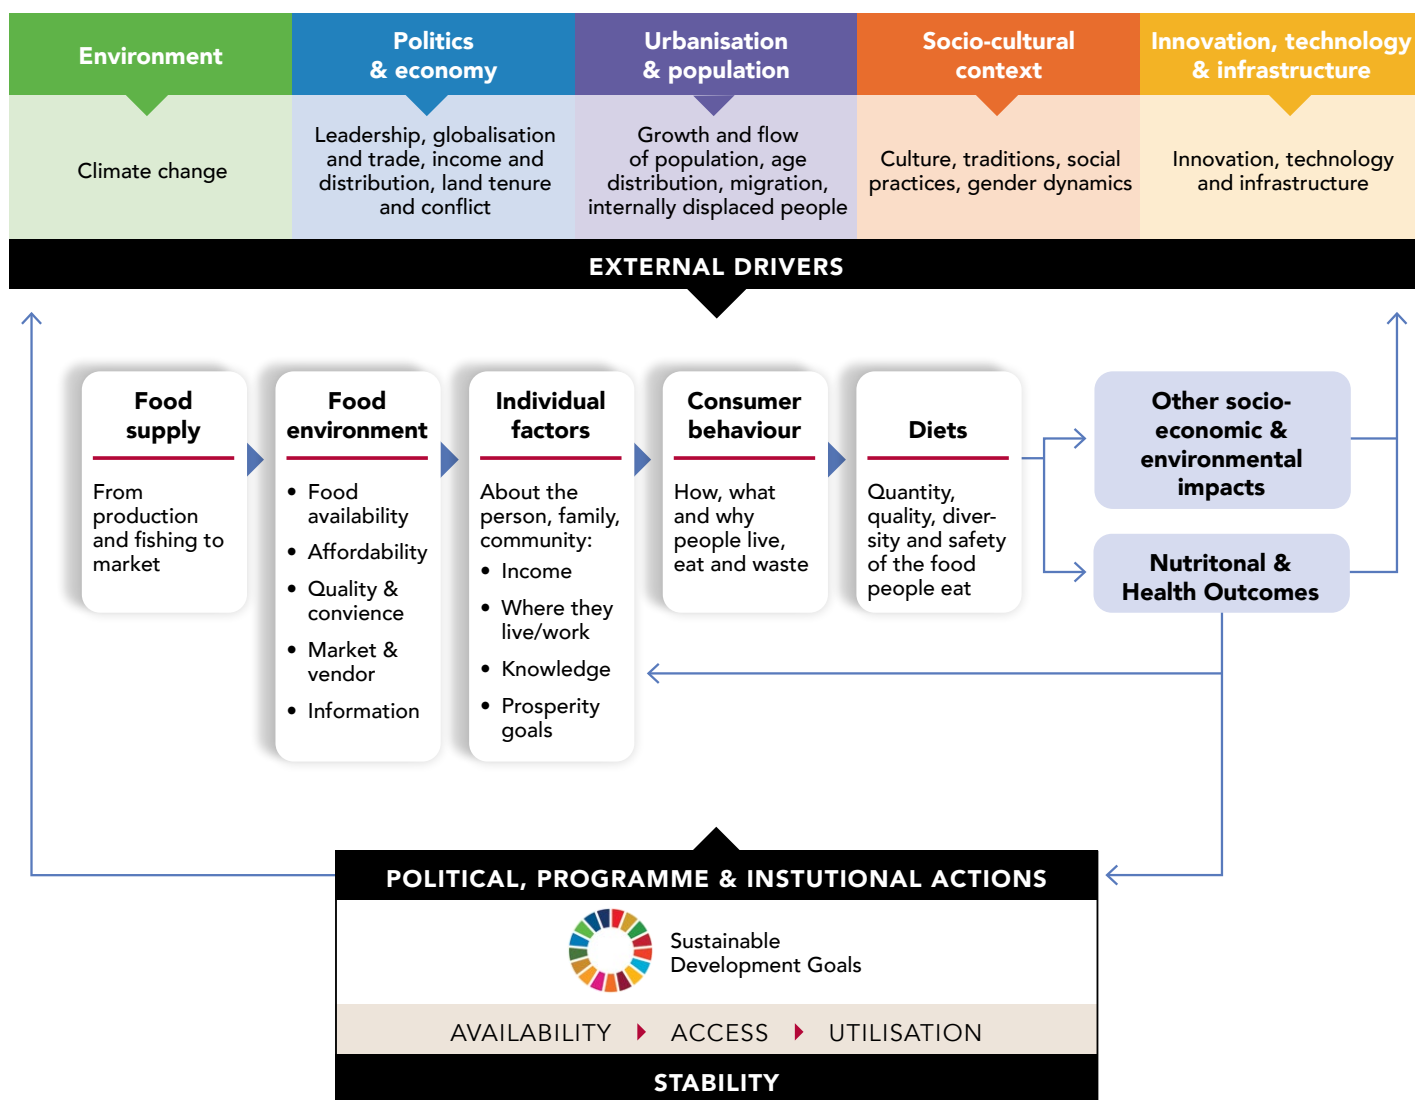 Environment
Politics
& economy
Urbanisation
& population
Socio-cultural
context
Innovation, technology
& infrastructure
Climate change
Leadership, globalisation
and trade, income and
distribution, land tenure
and conflict
Growth and flow
of population, age
distribution, migration,
internally displaced people
Culture, traditions, social
practices, gender dynamics
Innovation, technology
and infrastructure
EXTERNAL DRIVERS
Food
supply
From
production
and fishing to
market
Food
environment
• Food
availability
• Affordability
• Quality &
convience
• Market &
vendor
• Information
Individual
factors
About the
person, family,
community:
• Income
• Where they
live/work
• Knowledge
• Prosperity
goals
Consumer
behaviour
How, what
and why
people live,
eat and waste
Diets
Quantity,
quality, diver-
sity and safety
of the food
people eat
Other socio-
economic &
environmental
impacts
Nutritonal &
Health Outcomes
POLITICAL, PROGRAMME & INSTUTIONAL ACTIONS
Sustainable
Development Goals
AVAILABILITY ACCESS UTILISATION
STABILITY